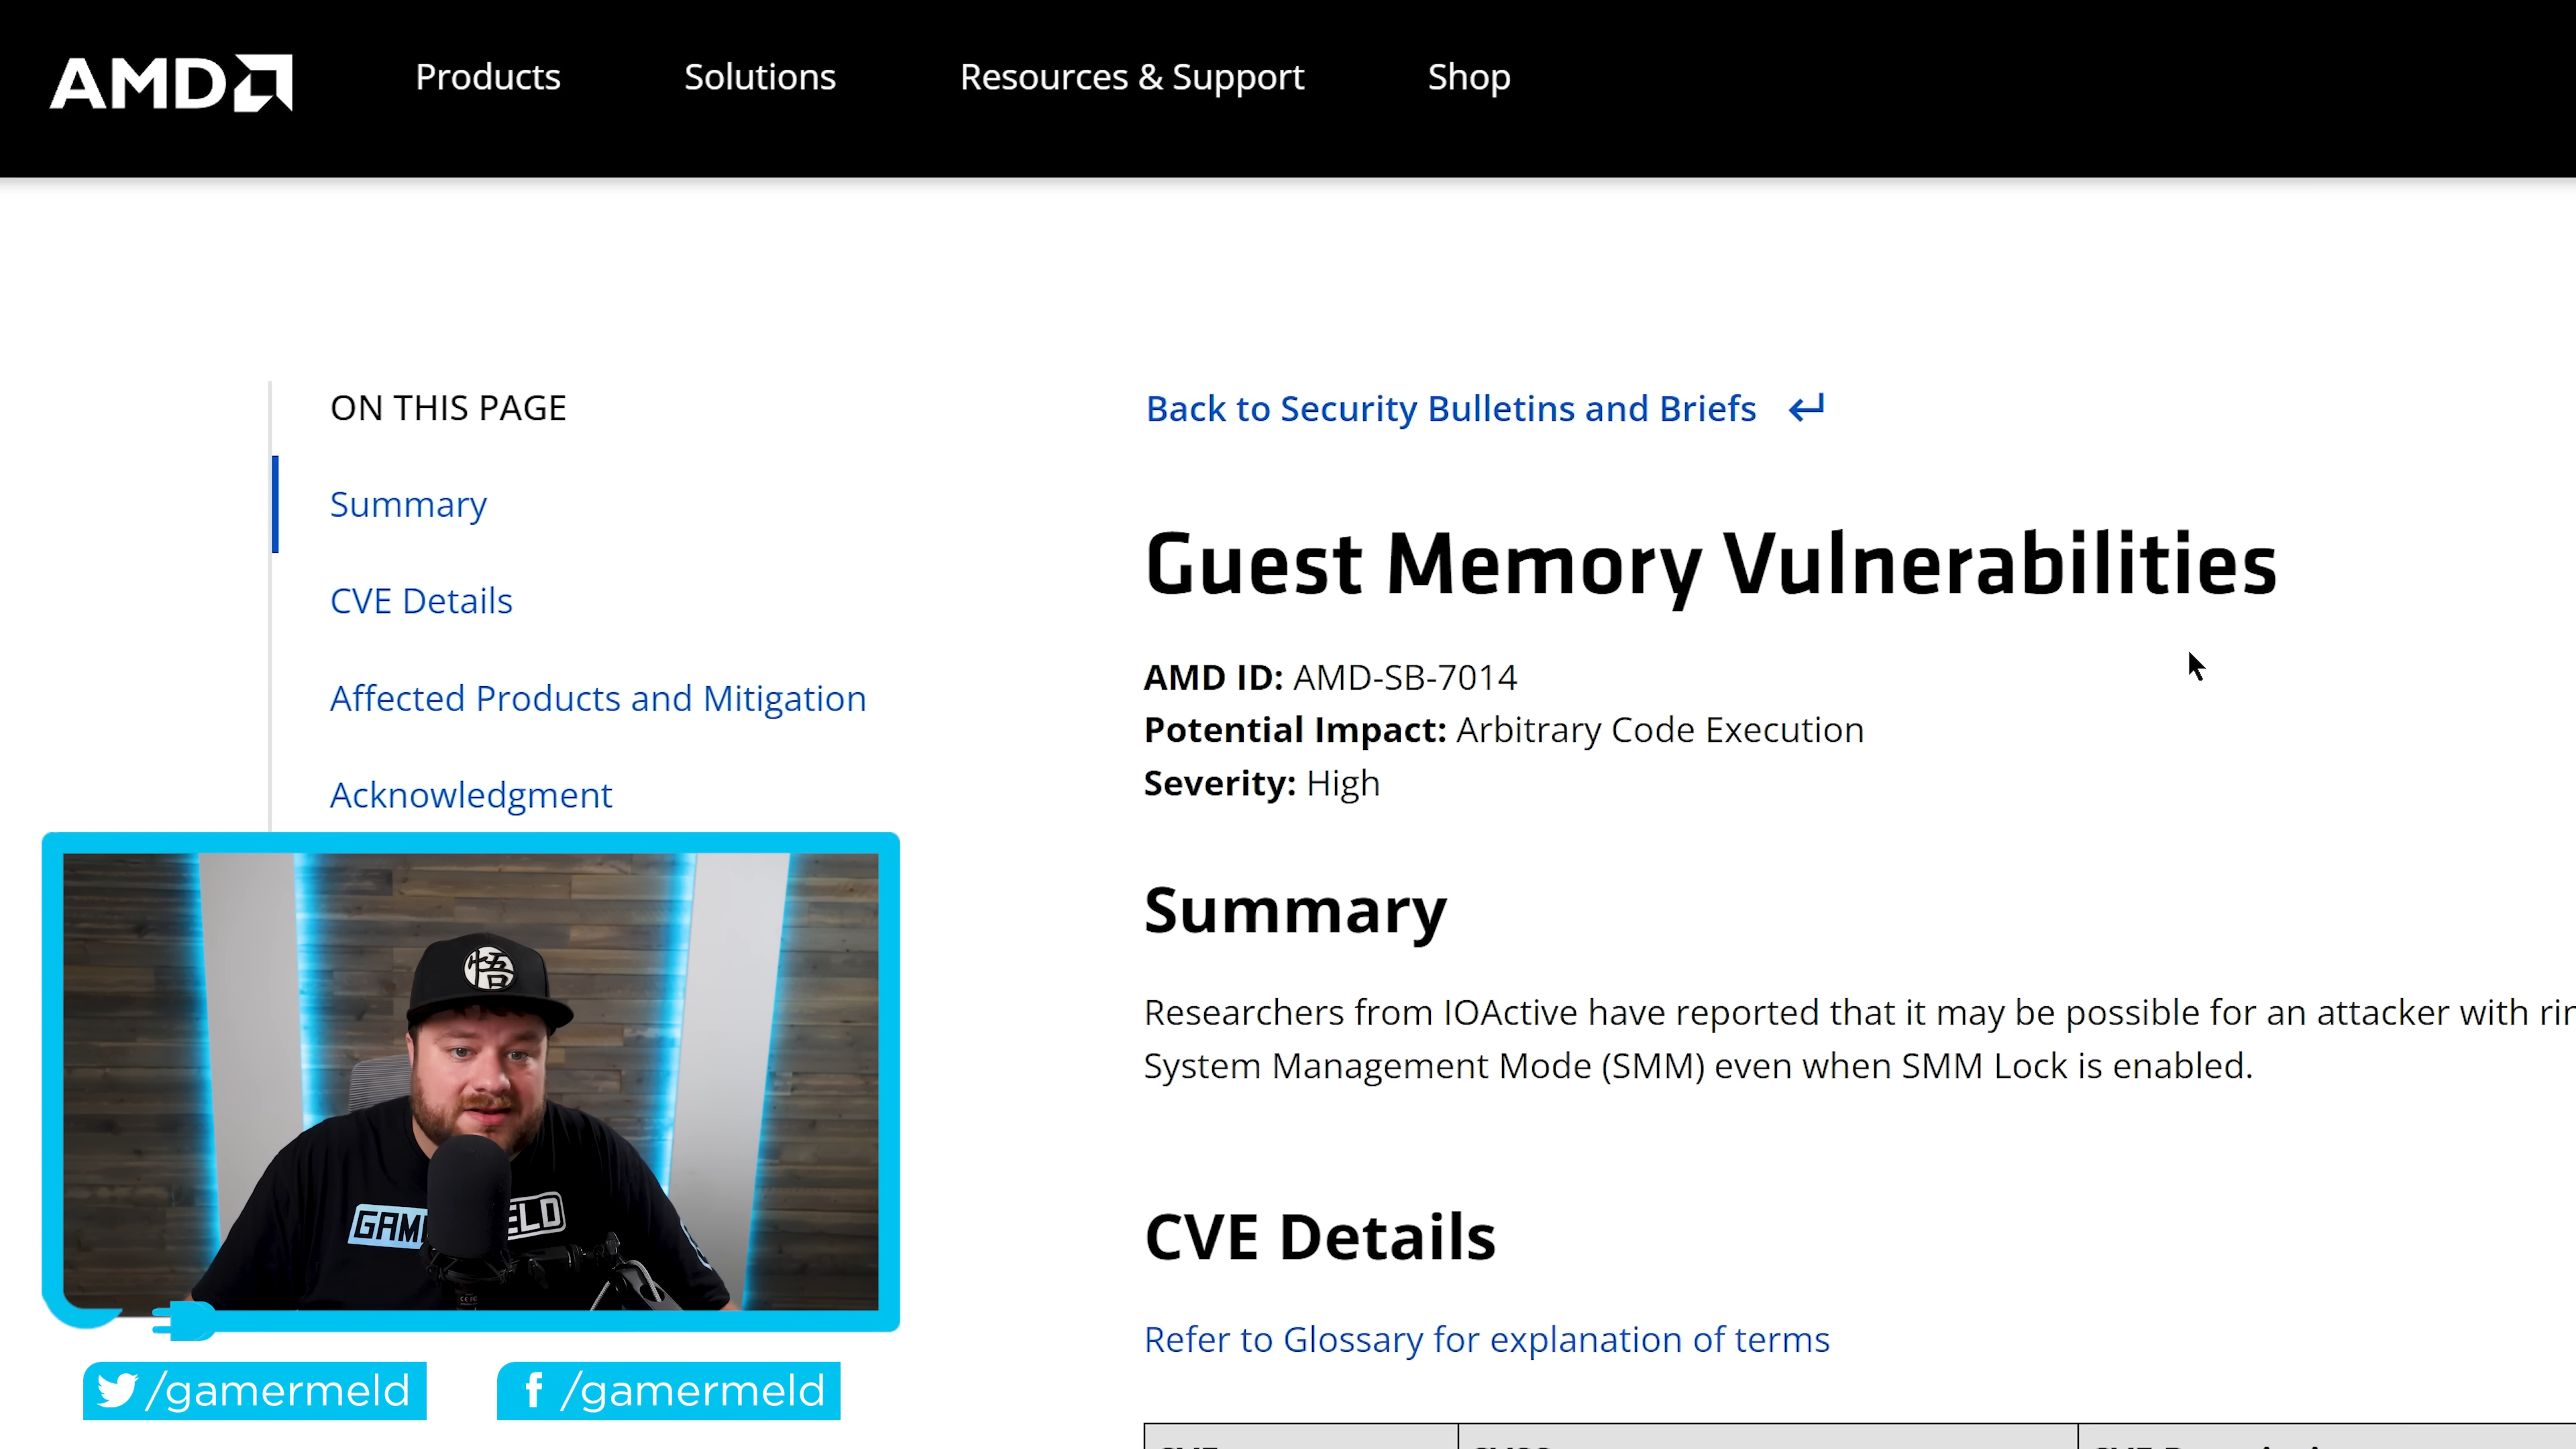 AMD
Products
Solutions
Resources & Support
Shop
ON THIS PAGE
Summary
CVE Details
Affected Products and Mitigation
Acknowledgment
Back to Security Bulletins and Briefs
Guest Memory Vulnerabilities
AMD ID: AMD-SB-7014
Potential Impact: Arbitrary Code Execution
Severity: High
Summary
Researchers from IOActive have reported that it may be possible for an attacker with
System Management Mode (SMM) even when SMM Lock is enabled.
CVE Details
Refer to Glossary for explanation of terms
悟
/gamermeld
/gamermeld